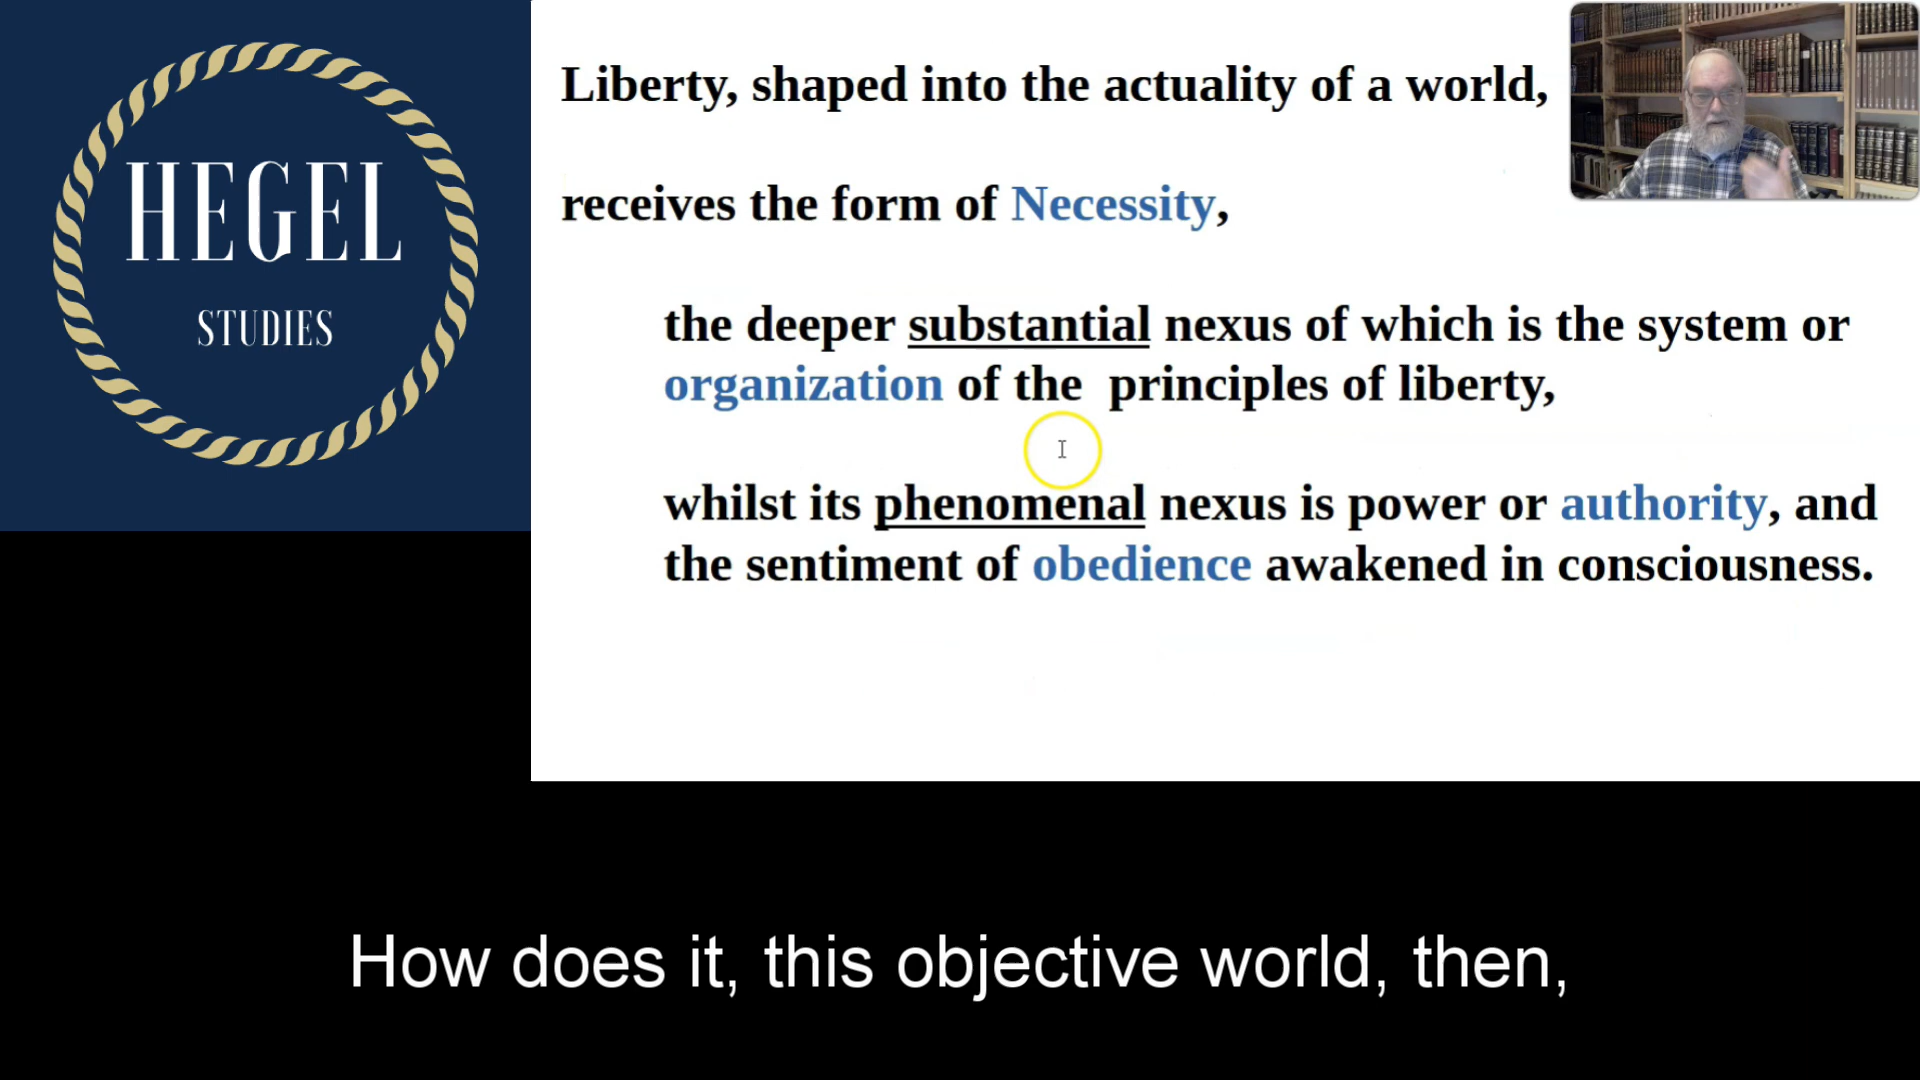 HEGEL
STUDIES
Liberty, shaped into the actuality of a world,
receives the form of Necessity,
the deeper substantial nexus of which is the system or
organization of the  principles of liberty,
whilst its phenomenal nexus is power or authority, and
the sentiment of obedience awakened in consciousness.
How does it, this objective world, then,